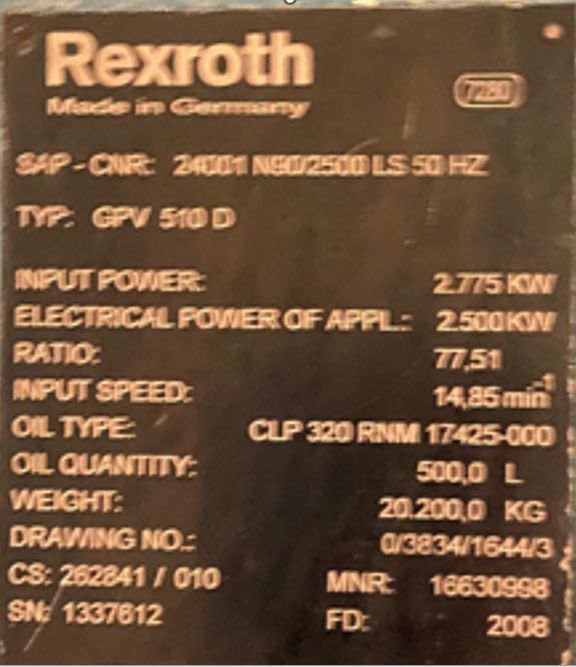 Rexroth
Made in Germany
7280
SAP - CNR: 24001 N90/2500 LS 50 HZ
TYP: GPV 510 D
INPUT POWER: 2.775 KW
ELECTRICAL POWER OF APPL.: 2.500 KW
RATIO: 77,51
INPUT SPEED: 14,85 min⁻¹
OIL TYPE: CLP 320 RNM 17425-000
OIL QUANTITY: 500,0 L
WEIGHT: 20.200,0 KG
DRAWING NO.: 0/3834/1644/3
CS: 262841 / 010 MNR: 16630998
SN: 1337612 FD: 2008